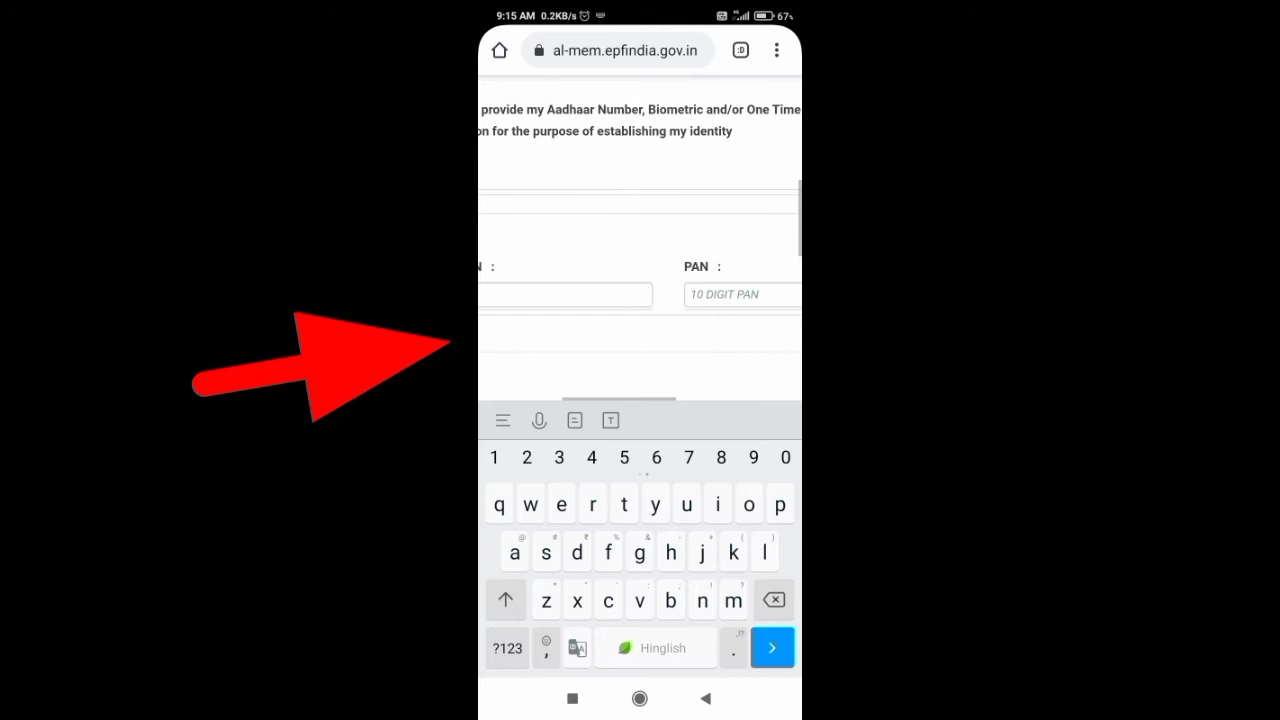 9:15 AM 0.2KB/s 67%
al-mem.epfindia.gov.in :D
provide my Aadhaar Number, Biometric and/or One Time
on for the purpose of establishing my identity
N : PAN :
10 DIGIT PAN
T
1 2 3 4 5 6 7 8 9 0
q w e r t y u i o p
@ # ₹ % & - + ( )
a s d f g h j k l
* " ' : ; ! ?
z x c v b n m
?123 , Hinglish . ,!?